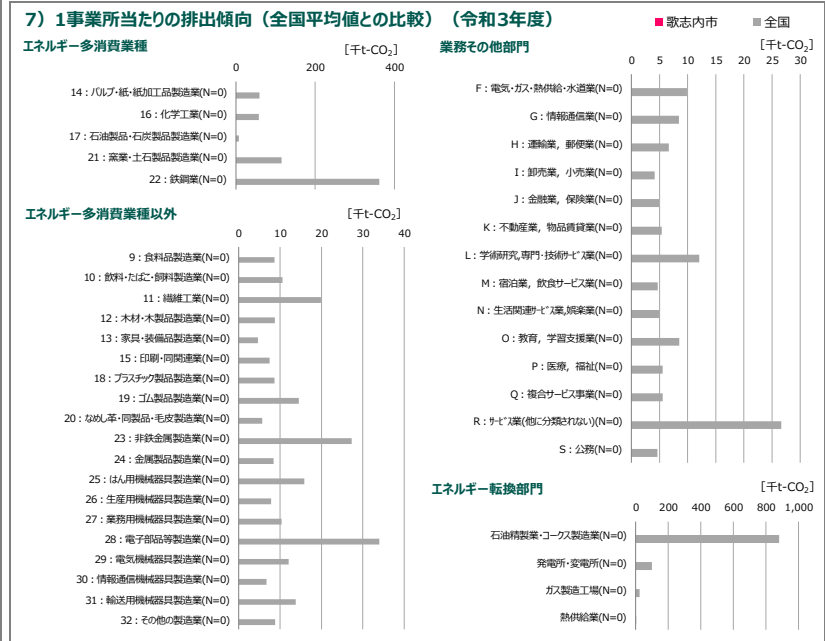 7）1事業所当たりの排出傾向（全国平均値との比較）（令和3年度）
■歌志内市 ■全国
エネルギー多消費業種
［千t-CO₂］
0 200 400
14：パルプ･紙･紙加工品製造業(N=0)
16：化学工業(N=0)
17：石油製品･石炭製品製造業(N=0)
21：窯業･土石製品製造業(N=0)
22：鉄鋼業(N=0)
エネルギー多消費業種以外
［千t-CO₂］
0 10 20 30 40
9：食料品製造業(N=0)
10：飲料･たばこ･飼料製造業(N=0)
11：繊維工業(N=0)
12：木材･木製品製造業(N=0)
13：家具･装備品製造業(N=0)
15：印刷･同関連業(N=0)
18：プラスチック製品製造業(N=0)
19：ゴム製品製造業(N=0)
20：なめし革･同製品･毛皮製造業(N=0)
23：非鉄金属製造業(N=0)
24：金属製品製造業(N=0)
25：はん用機械器具製造業(N=0)
26：生産用機械器具製造業(N=0)
27：業務用機械器具製造業(N=0)
28：電子部品等製造業(N=0)
29：電気機械器具製造業(N=0)
30：情報通信機械器具製造業(N=0)
31：輸送用機械器具製造業(N=0)
32：その他の製造業(N=0)
業務その他部門
［千t-CO₂］
0 5 10 15 20 25 30
F：電気･ガス･熱供給･水道業(N=0)
G：情報通信業(N=0)
H：運輸業，郵便業(N=0)
I：卸売業，小売業(N=0)
J：金融業，保険業(N=0)
K：不動産業，物品賃貸業(N=0)
L：学術研究,専門･技術ｻｰﾋﾞｽ業(N=0)
M：宿泊業，飲食サービス業(N=0)
N：生活関連ｻｰﾋﾞｽ業,娯楽業(N=0)
O：教育，学習支援業(N=0)
P：医療，福祉(N=0)
Q：複合サービス事業(N=0)
R：ｻｰﾋﾞｽ業(他に分類されない)(N=0)
S：公務(N=0)
エネルギー転換部門
［千t-CO₂］
0 200 400 600 800 1,000
石油精製業･コークス製造業(N=0)
発電所･変電所(N=0)
ガス製造工場(N=0)
熱供給業(N=0)